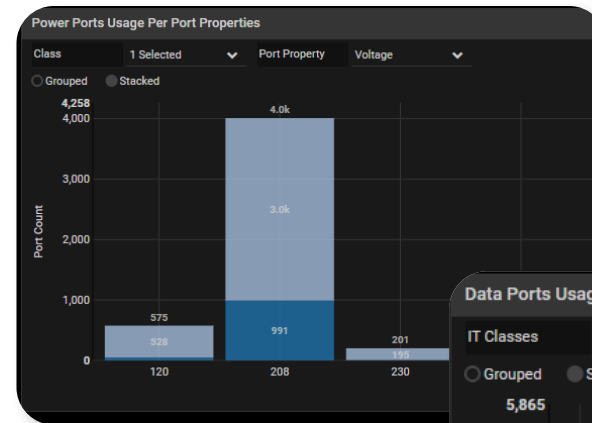 Power Ports Usage Per Port Properties
Class 1 Selected Port Property Voltage
Grouped Stacked
4,258
4,000
3,000
2,000
1,000
0
Port Count
4.0k
3.0k
991
575
528
201
195
120 208 230
Data Ports Usag
IT Classes
Grouped S
5,865